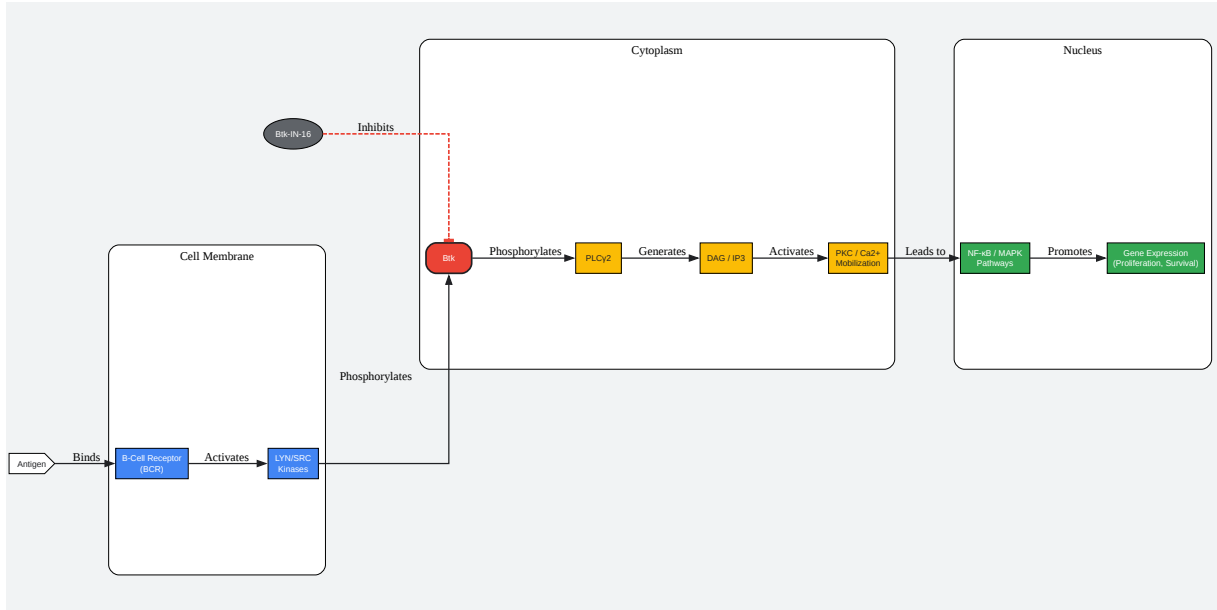 Cytoplasm
Nucleus
Btk-IN-16
Inhibits
Cell Membrane
Btk
Phosphorylates
PLCγ2
Generates
DAG / IP3
Activates
PKC / Ca2+
Mobilization
Leads to
NF-κB / MAPK
Pathways
Promotes
Gene Expression
(Proliferation, Survival)
Phosphorylates
Antigen
Binds
B-Cell Receptor
(BCR)
Activates
LYN/SRC
Kinases